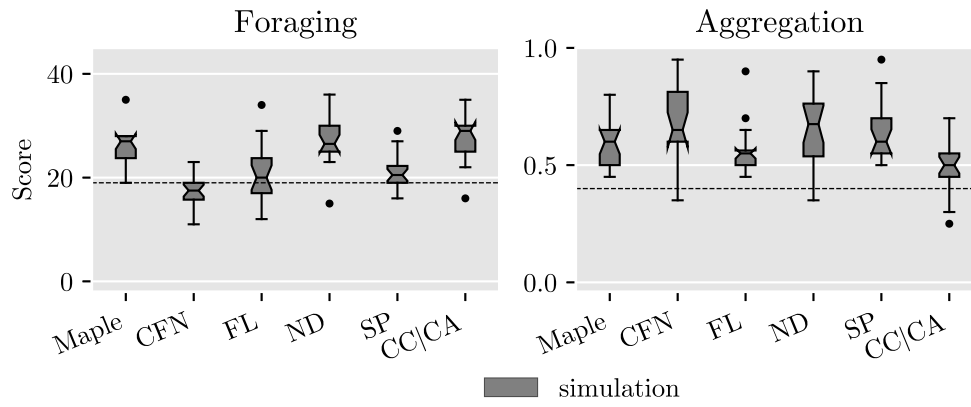 Foraging
Score
40
20
0
Maple
CFN
FL
ND
SP
CC|CA
Aggregation
1.0
0.5
0.0
Maple
CFN
FL
ND
SP
CC|CA
simulation